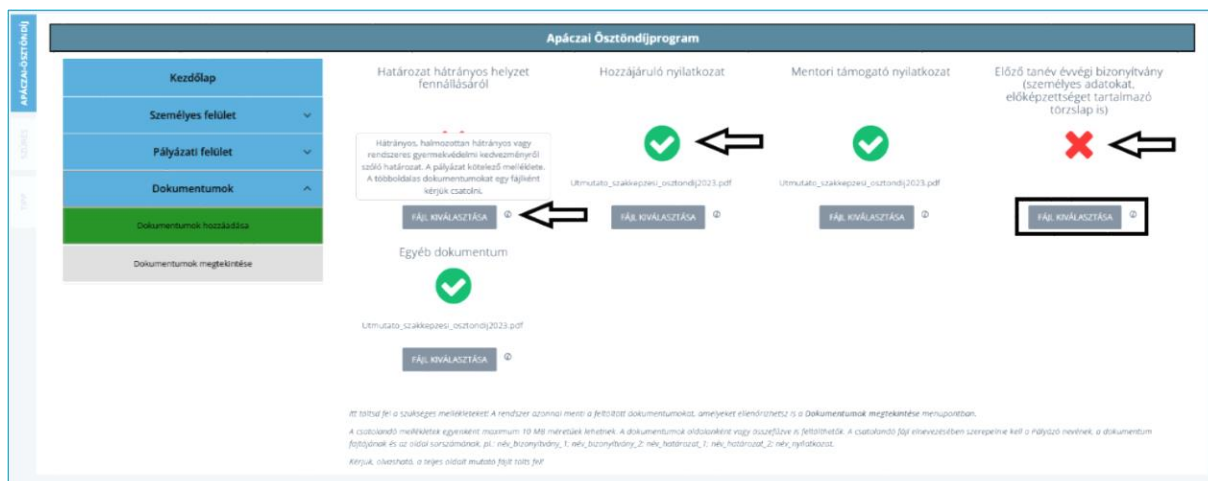 Apáczai Ösztöndíjprogram
APÁCZAI-ÖSZTÖNDÍJ
Kezdőlap
Személyes felület
Pályázati felület
Dokumentumok
Dokumentumok hozzáadása
Dokumentumok megtekintése
Határozat hátrányos helyzet
fennállásáról
Hátrányos, halmozottan hátrányos vagy
rendszeres gyermekvédelmi kedvezményről
szóló határozat. A pályázat kötelező melléklete.
A többoldalas dokumentumokat egy fájlként
kérjük csatolni.
FÁJL KIVÁLASZTÁSA
Hozzájáruló nyilatkozat
Utmutato_szakkepzesi_osztondij2023.pdf
FÁJL KIVÁLASZTÁSA
Mentori támogató nyilatkozat
Utmutato_szakkepzesi_osztondij2023.pdf
FÁJL KIVÁLASZTÁSA
Előző tanév évvégi bizonyítvány
(személyes adatokat,
előképzettséget tartalmazó
törzslap is)
FÁJL KIVÁLASZTÁSA
Egyéb dokumentum
Utmutato_szakkepzesi_osztondij2023.pdf
FÁJL KIVÁLASZTÁSA
Itt töltsd fel a szükséges mellékleteket! A rendszer azonnal menti a feltöltött dokumentumokat, amelyeket ellenőrizhetsz is a Dokumentumok megtekintése menüpontban.
A csatolandó mellékletek egyenként maximum 10 MB méretűek lehetnek. A dokumentumok oldalanként vagy összefűzve is feltölthetők. A csatolandó fájl elnevezésében szerepelnie kell a Pályázó nevének, a dokumentum
fajtájának és az oldal sorszámának, pl.: név_bizonyítvány_1; név_bizonyítvány_2; név_határozat_1; név_határozat_2; név_nyilatkozat.
Kérjük, olvasható, a teljes oldalt mutató fájlt tölts fel!